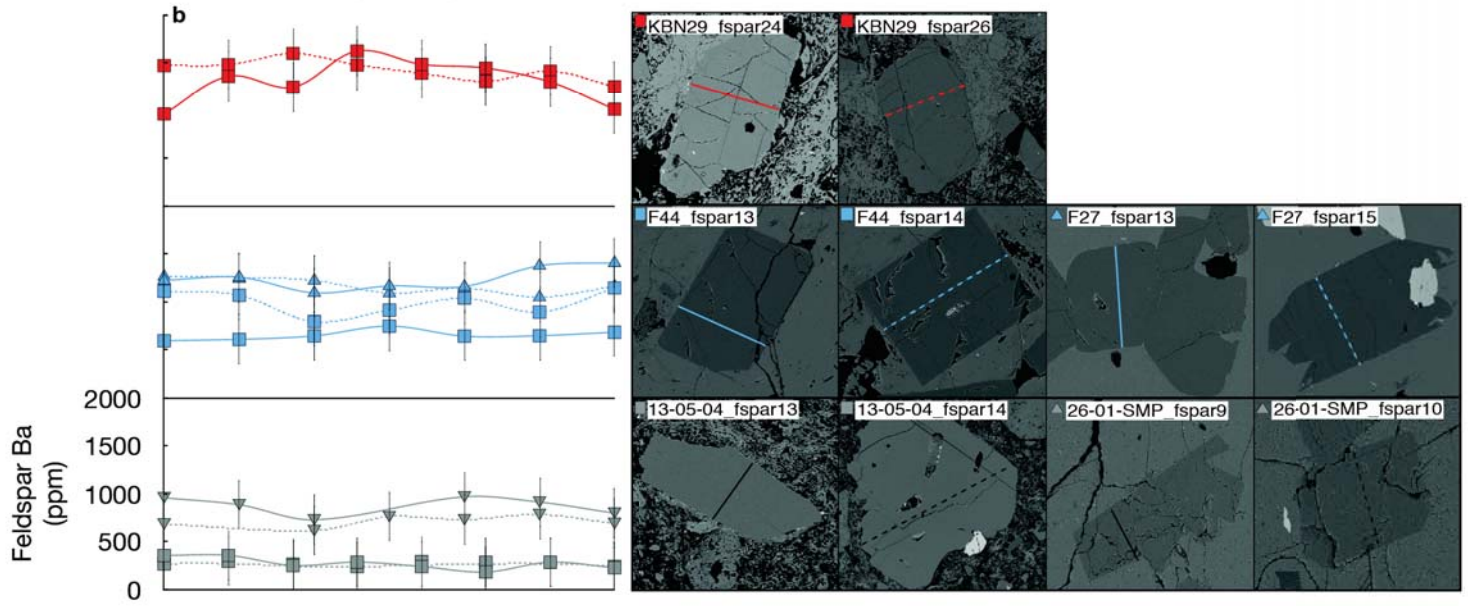 b
KBN29_fspar24
KBN29_fspar26
F44_fspar13
F44_fspar14
F27_fspar13
F27_fspar15
2000
1500
1000
500
0
Feldspar Ba
(ppm)
13-05-04_fspar13
13-05-04_fspar14
26-01-SMP_fspar9
26-01-SMP_fspar10